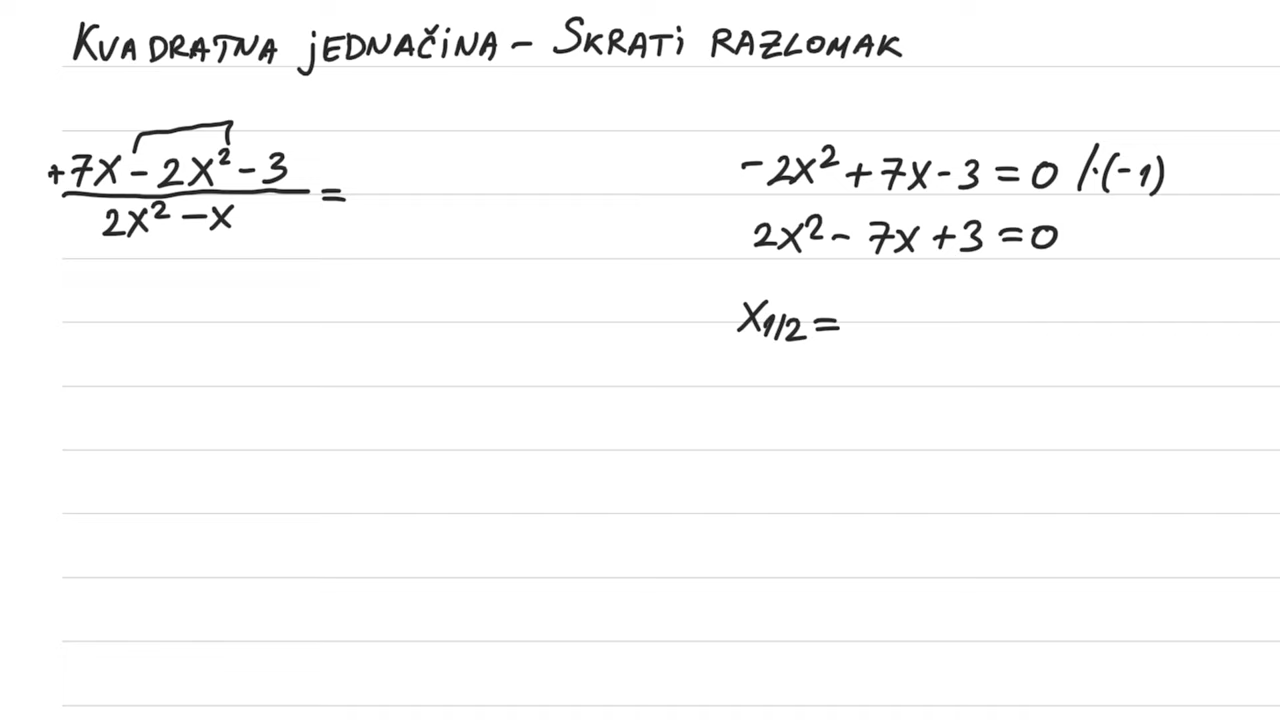 KVADRATNA jEDNAČiNA - SKRATi RAZLOMAK
+7x - 2x² - 3
2x² - x
=
-2x² + 7x - 3 = 0 /·(-1)
2x² - 7x + 3 = 0
x1/2 =